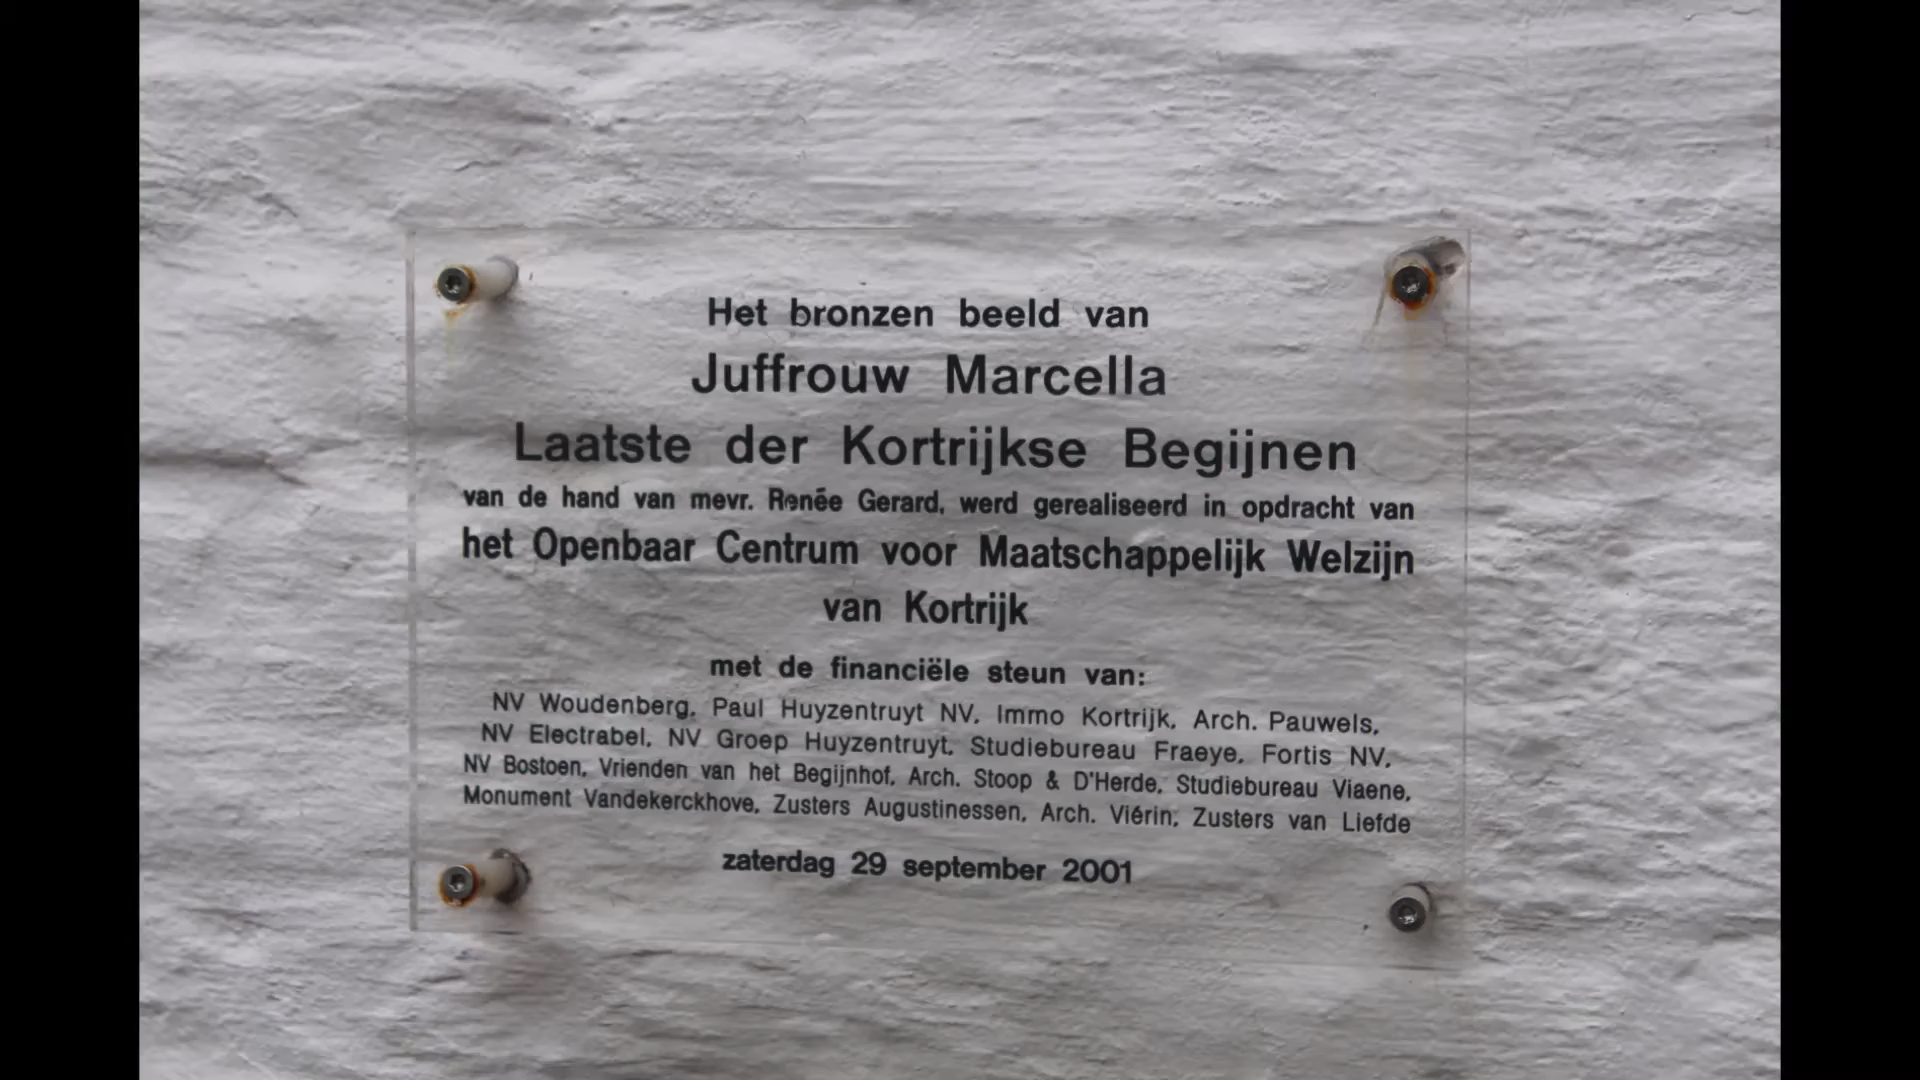 Het bronzen beeld van
Juffrouw Marcella
Laatste der Kortrijkse Begijnen
van de hand van mevr. Renée Gerard, werd gerealiseerd in opdracht van
het Openbaar Centrum voor Maatschappelijk Welzijn
van Kortrijk
met de financiële steun van:
NV Woudenberg, Paul Huyzentruyt NV, Immo Kortrijk, Arch. Pauwels,
NV Electrabel, NV Groep Huyzentruyt, Studiebureau Fraeye, Fortis NV,
NV Bostoen, Vrienden van het Begijnhof, Arch. Stoop & D'Herde, Studiebureau Viaene,
Monument Vandekerckhove, Zusters Augustinessen, Arch. Viérin, Zusters van Liefde
zaterdag 29 september 2001